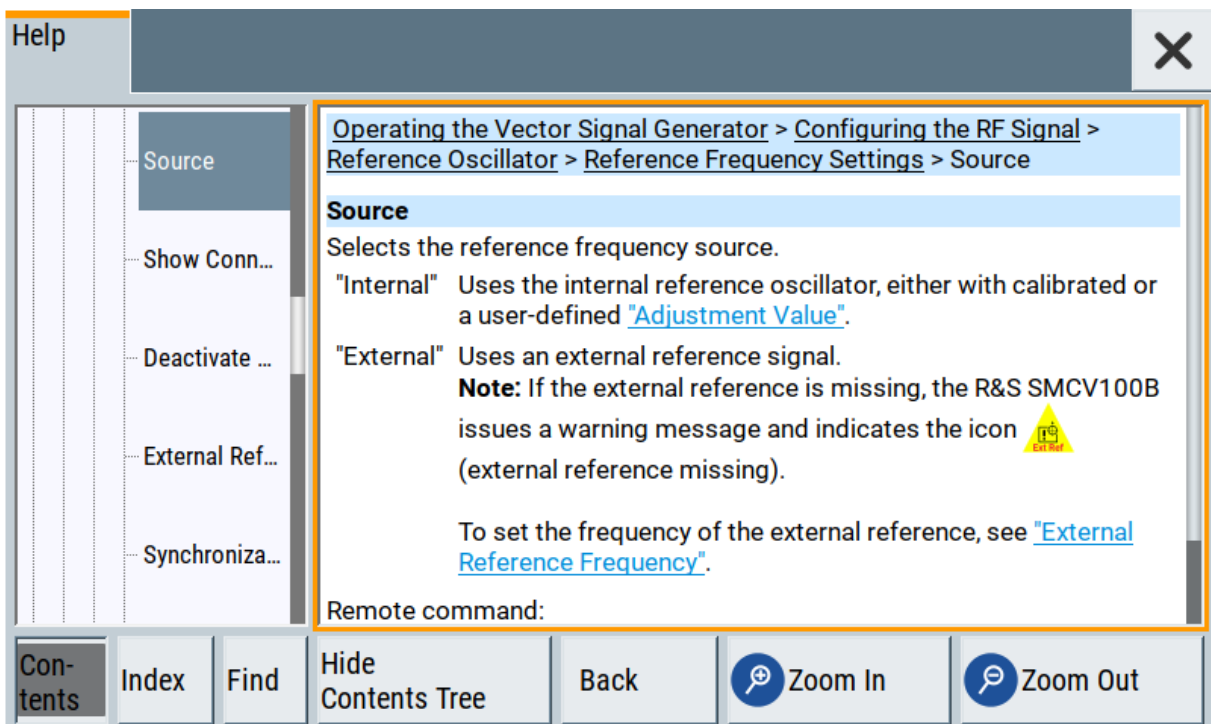 Help
Source
Show Conn...
Deactivate ...
External Ref...
Synchroniza...
Operating the Vector Signal Generator > Configuring the RF Signal >
Reference Oscillator > Reference Frequency Settings > Source
Source
Selects the reference frequency source.
"Internal" Uses the internal reference oscillator, either with calibrated or
a user-defined "Adjustment Value".
"External" Uses an external reference signal.
Note: If the external reference is missing, the R&S SMCV100B
issues a warning message and indicates the icon
Ext Ref
(external reference missing).
To set the frequency of the external reference, see "External
Reference Frequency".
Remote command:
Con-
tents
Index
Find
Hide
Contents Tree
Back
Zoom In
Zoom Out